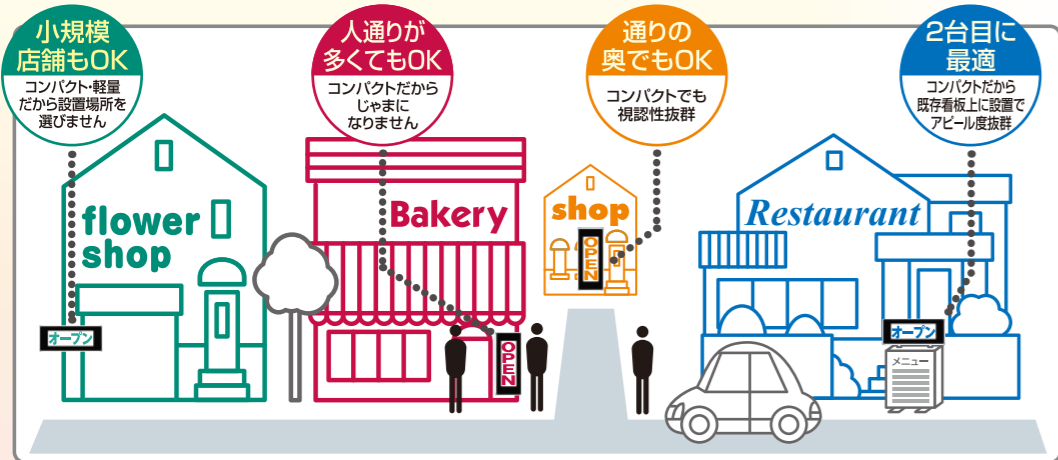 小規模
店舗もOK
コンパクト・軽量
だから設置場所を
選びません
人通りが
多くてもOK
コンパクトだから
じゃまに
なりません
通りの
奥でもOK
コンパクトでも
視認性抜群
2台目に
最適
コンパクトだから
既存看板上に設置で
アピール度抜群
flower
shop
オープン
Bakery
OPEN
shop
OPEN
Restaurant
オープン
メニュー